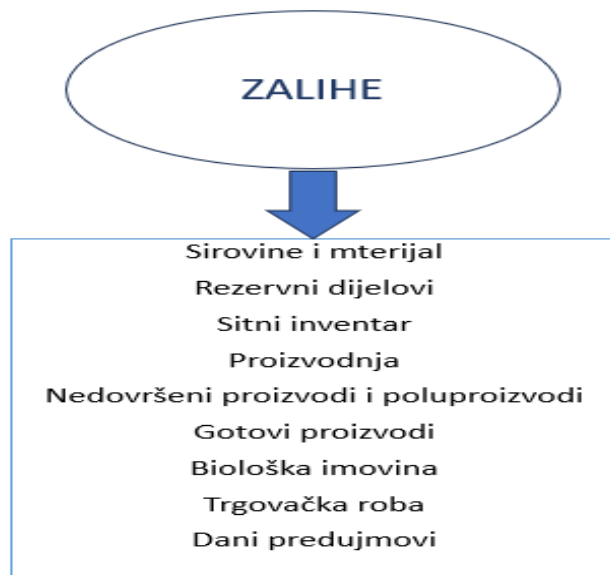 ZALIHE
Sirovine i mterijal
Rezervni dijelovi
Sitni inventar
Proizvodnja
Nedovršeni proizvodi i poluproizvodi
Gotovi proizvodi
Biološka imovina
Trgovačka roba
Dani predujmovi